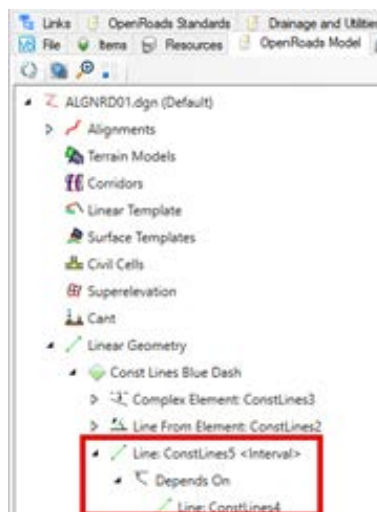 Links OpenRoads Standards Drainage and Utilities
File Items Resources OpenRoads Model
ALGNRD01.dgn (Default)
Alignments
Terrain Models
Corridors
Linear Template
Surface Templates
Civil Cells
Superelevation
Cant
Linear Geometry
Const Lines Blue Dash
Complex Element: ConstLines3
Line From Element: ConstLines2
Line: ConstLines5 <Interval>
Depends On
Line: ConstLines4